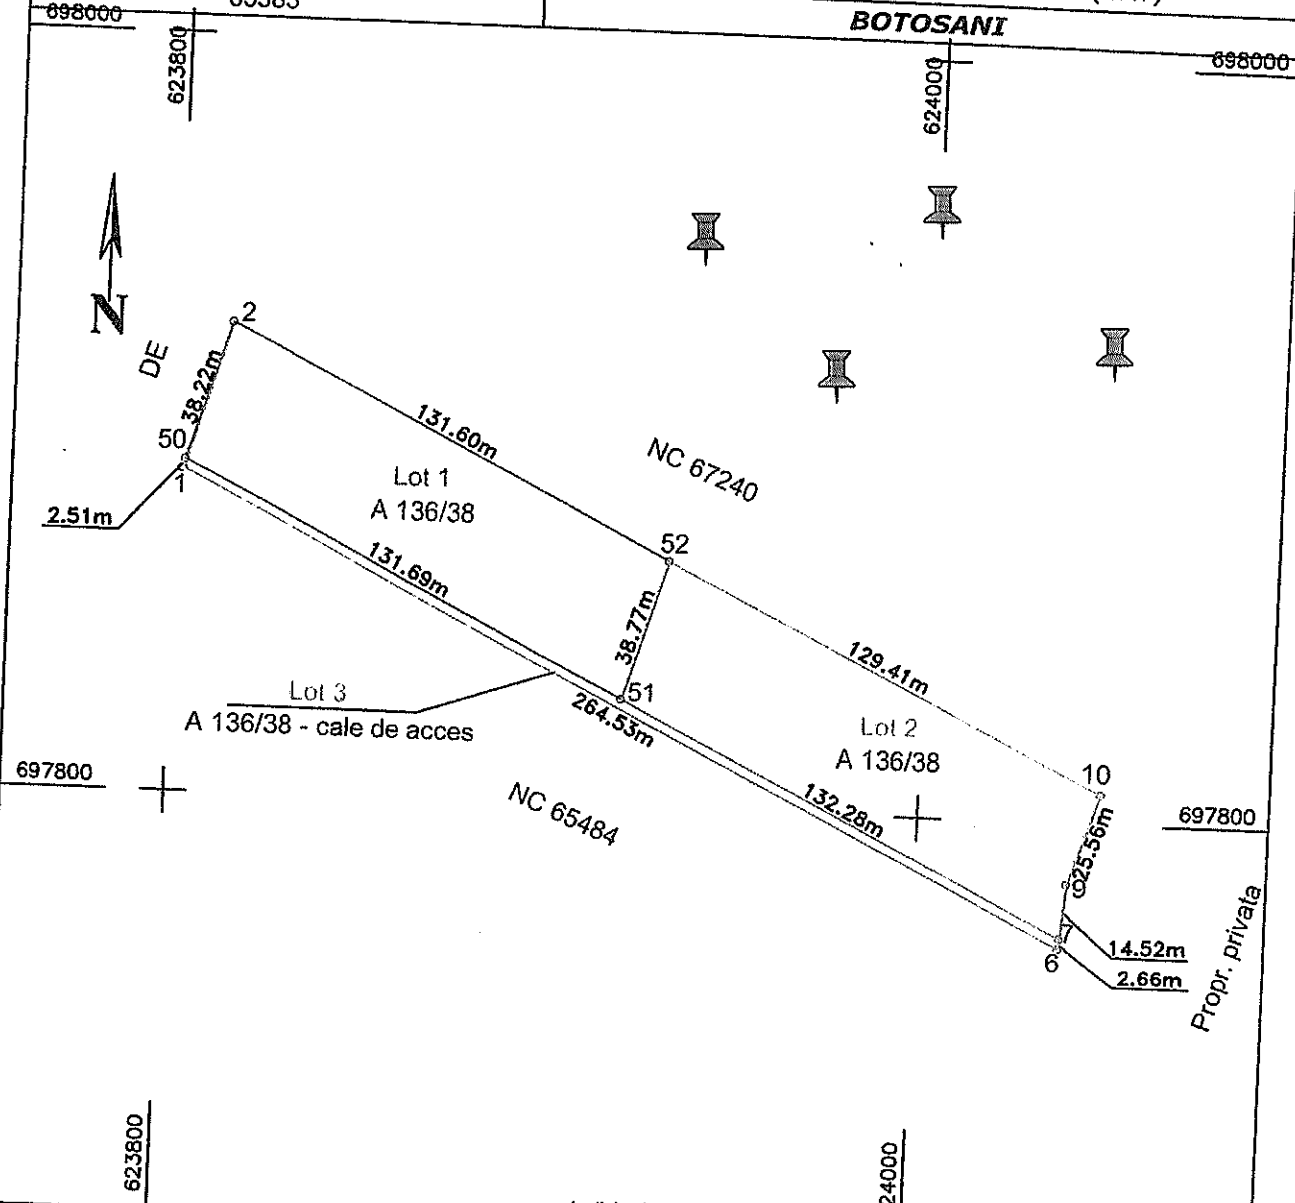 BOTOSANI
698000
623800
624000
698000
N
DE
2
38.22m
50
1
2.51m
131.60m
Lot 1
A 136/38
NC 67240
131.69m
52
38.77m
51
129.41m
Lot 3
A 136/38 - cale de acces
264.53m
Lot 2
A 136/38
10
697800
NC 65484
132.28m
697800
25.56m
9
7
14.52m
6
2.66m
Propr. privata
623800
24000